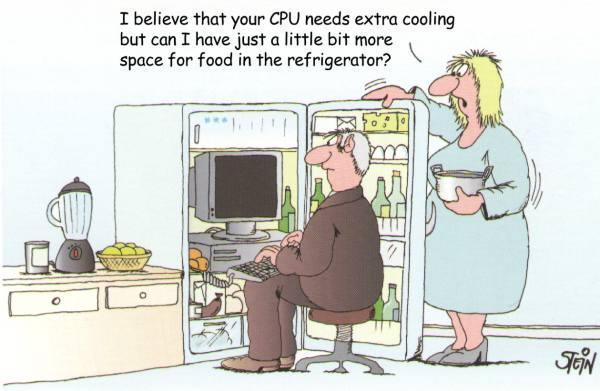 I believe that your CPU needs extra cooling
but can I have just a little bit more
space for food in the refrigerator?
STEIN